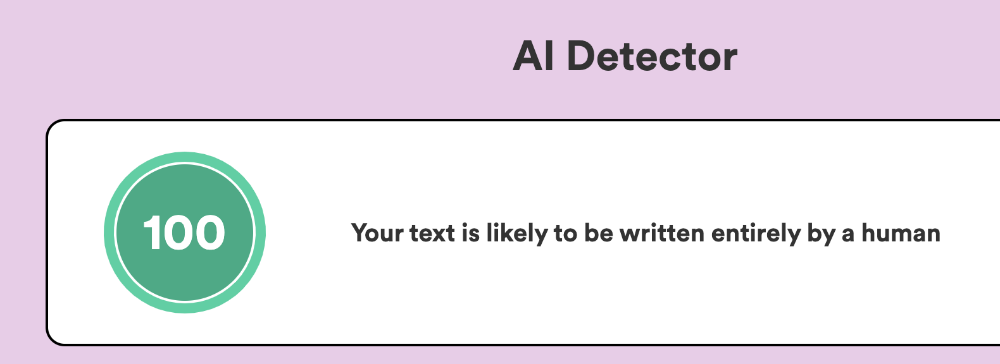 AI Detector
100
Your text is likely to be written entirely by a human